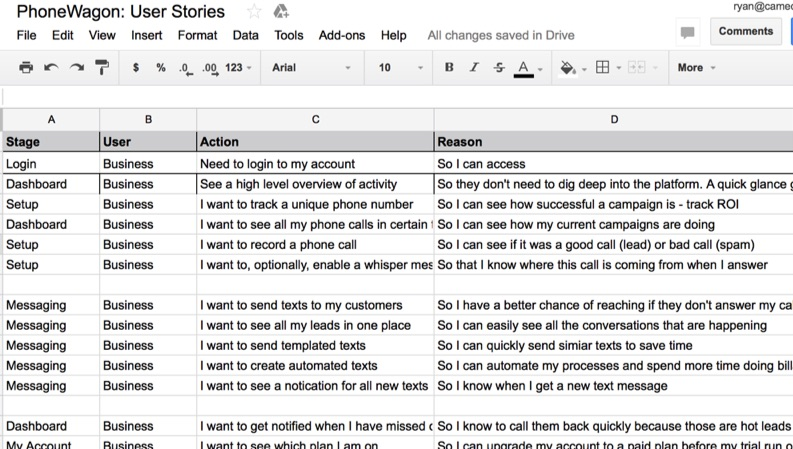 PhoneWagon: User Stories
ryan@came
File Edit View Insert Format Data Tools Add-ons Help All changes saved in Drive
Comments
$ % .0 .00 123 Arial 10 B I S A More
A B C D
Stage User Action Reason
Login Business Need to login to my account So I can access
Dashboard Business See a high level overview of activity So they don't need to dig deep into the platform. A quick glance
Setup Business I want to track a unique phone number So I can see how successful a campaign is - track ROI
Dashboard Business I want to see all my phone calls in certain So I can see how my current campaigns are doing
Setup Business I want to record a phone call So I can see if it was a good call (lead) or bad call (spam)
Setup Business I want to, optionally, enable a whisper mes So that I know where this call is coming from when I answer
Messaging Business I want to send texts to my customers So I have a better chance of reaching if they don't answer my ca
Messaging Business I want to see all my leads in one place So I can easily see all the conversations that are happening
Messaging Business I want to send templated texts So I can quickly send simiar texts to save time
Messaging Business I want to create automated texts So I can automate my processes and spend more time doing bill
Messaging Business I want to see a notication for all new texts So I know when I get a new text message
Dashboard Business I want to get notified when I have missed So I know to call them back quickly because those are hot leads
My Account Business I want to see which plan I am on So I can upgrade my account to a paid plan before my trial run o